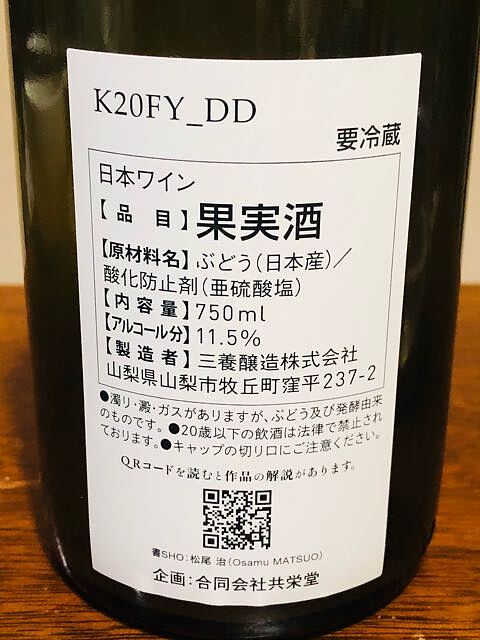 K20FY_DD
要冷蔵
日本ワイン
【品 目】果実酒
【原材料名】ぶどう（日本産）／
酸化防止剤（亜硫酸塩）
【内容量】750ml
【アルコール分】11.5%
【製造者】三養醸造株式会社
山梨県山梨市牧丘町窪平237-2
●濁り・澱・ガスがありますが、ぶどう及び発酵由来
のものです。●20歳以下の飲酒は法律で禁止され
ております。●キャップの切り口にご注意ください。
QRコードを読むと作品の解説があります。
書SHO：松尾 治（Osamu MATSUO）
企画：合同会社共栄堂